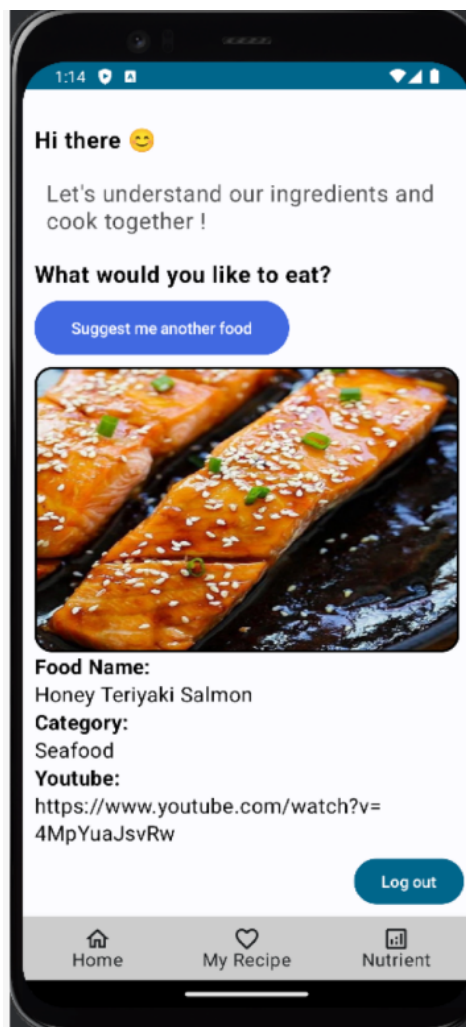 1:14
Hi there 😊
Let's understand our ingredients and
cook together !
What would you like to eat?
Suggest me another food
Food Name:
Honey Teriyaki Salmon
Category:
Seafood
Youtube:
https://www.youtube.com/watch?v=
4MpYuaJsvRw
Log out
Home My Recipe Nutrient